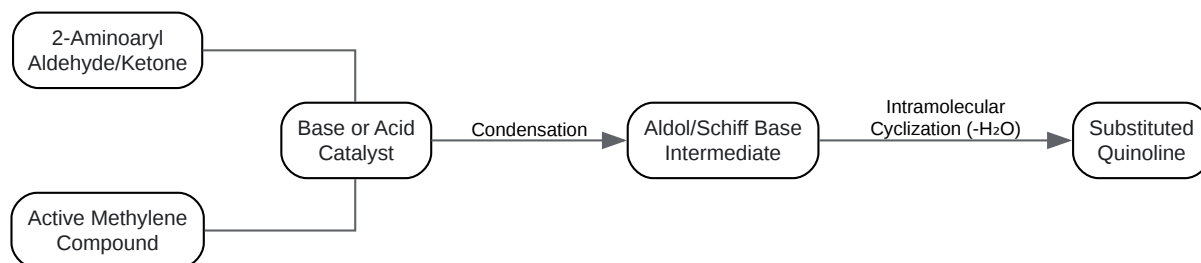 2-Aminoaryl
Aldehyde/Ketone
Active Methylene
Compound
Base or Acid
Catalyst
Condensation
Aldol/Schiff Base
Intermediate
Intramolecular
Cyclization (-H₂O)
Substituted
Quinoline